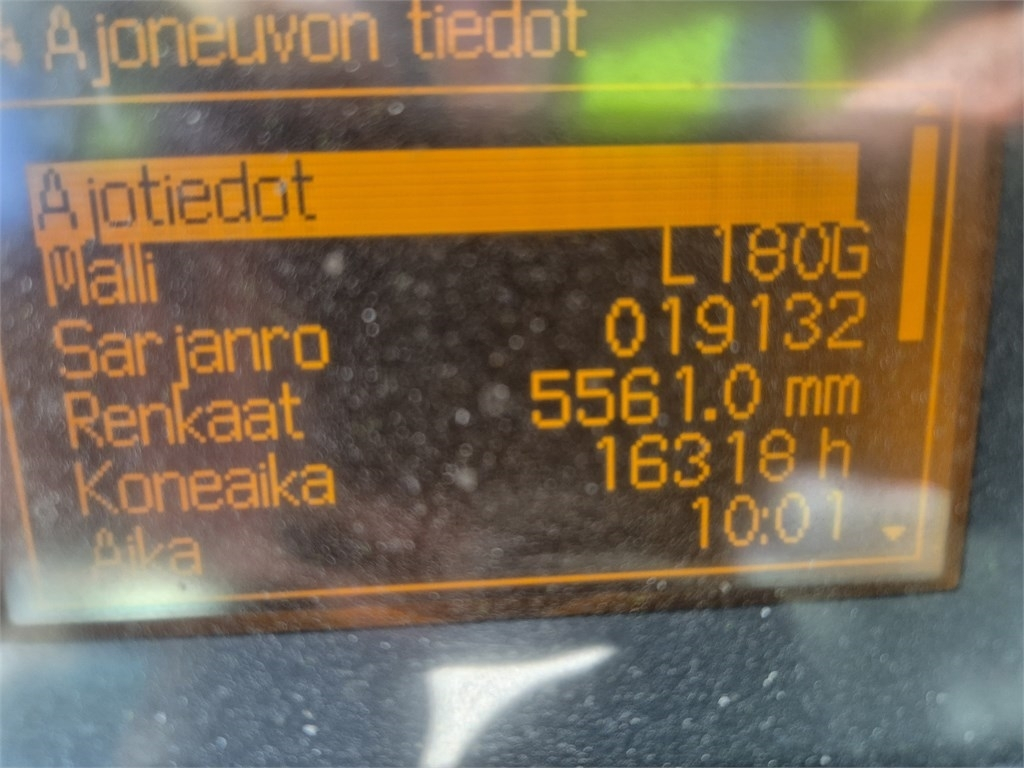 Ajoneuvon tiedot
Ajotiedot
Malli L180G
Sarjanro 019132
Renkaat 5561.0 mm
Koneaika 16318 h
Aika 10:01